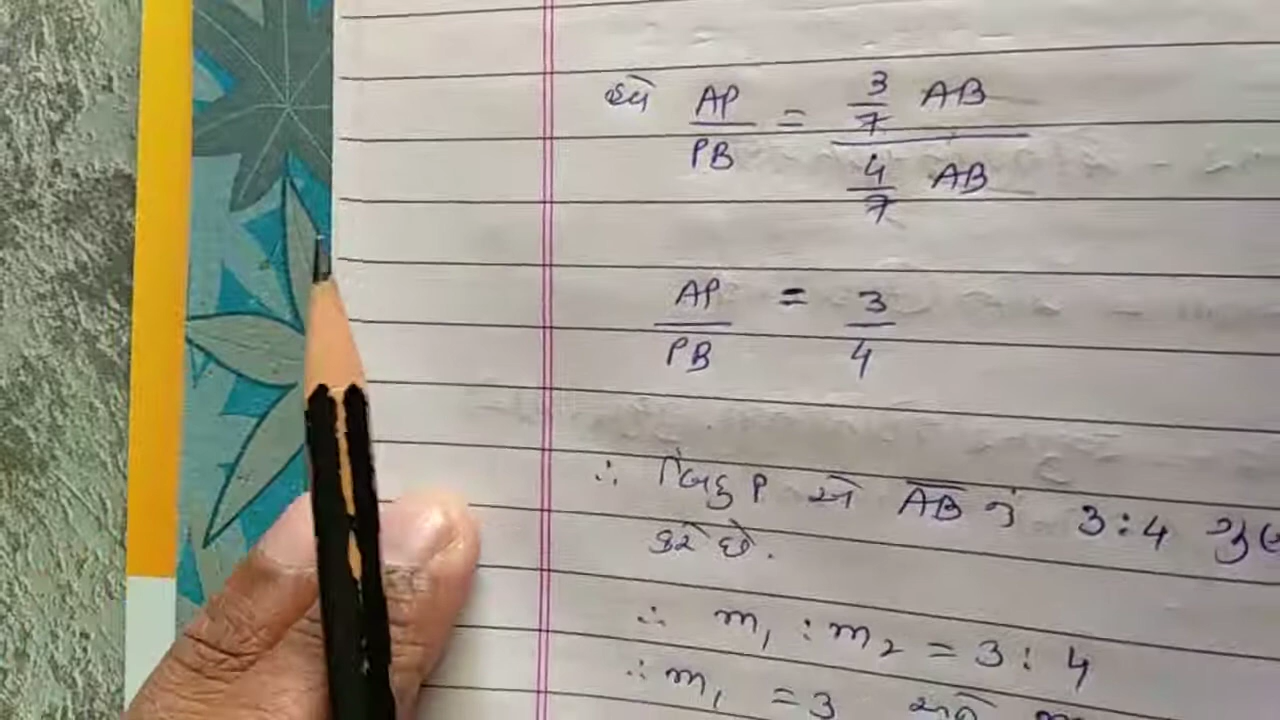 હવે AP/PB = 3/7 AB / 4/7 AB
AP/PB = 3/4
∴ બિંદુ P એ AB નું 3:4
કરે છે.
∴ m₁ : m₂ = 3 : 4
∴ m₁ = 3 અને